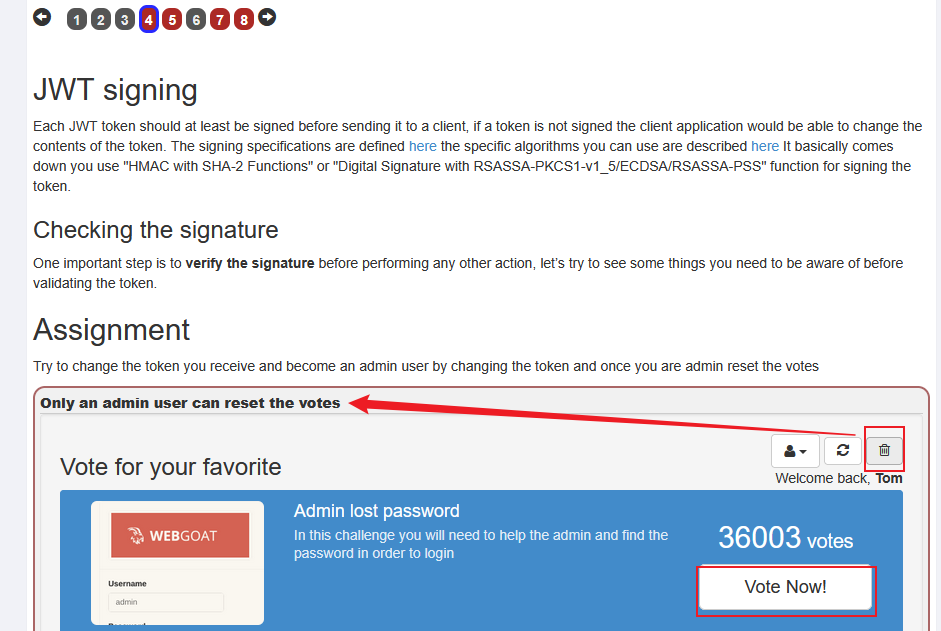 1 2 3 4 5 6 7 8
JWT signing
Each JWT token should at least be signed before sending it to a client, if a token is not signed the client application would be able to change the
contents of the token. The signing specifications are defined here the specific algorithms you can use are described here It basically comes
down you use "HMAC with SHA-2 Functions" or "Digital Signature with RSASSA-PKCS1-v1_5/ECDSA/RSASSA-PSS" function for signing the
token.
Checking the signature
One important step is to verify the signature before performing any other action, let’s try to see some things you need to be aware of before
validating the token.
Assignment
Try to change the token you receive and become an admin user by changing the token and once you are admin reset the votes
Only an admin user can reset the votes
Vote for your favorite
Welcome back, Tom
WEBGOAT
Username
admin
Admin lost password
In this challenge you will need to help the admin and find the
password in order to login
36003 votes
Vote Now!